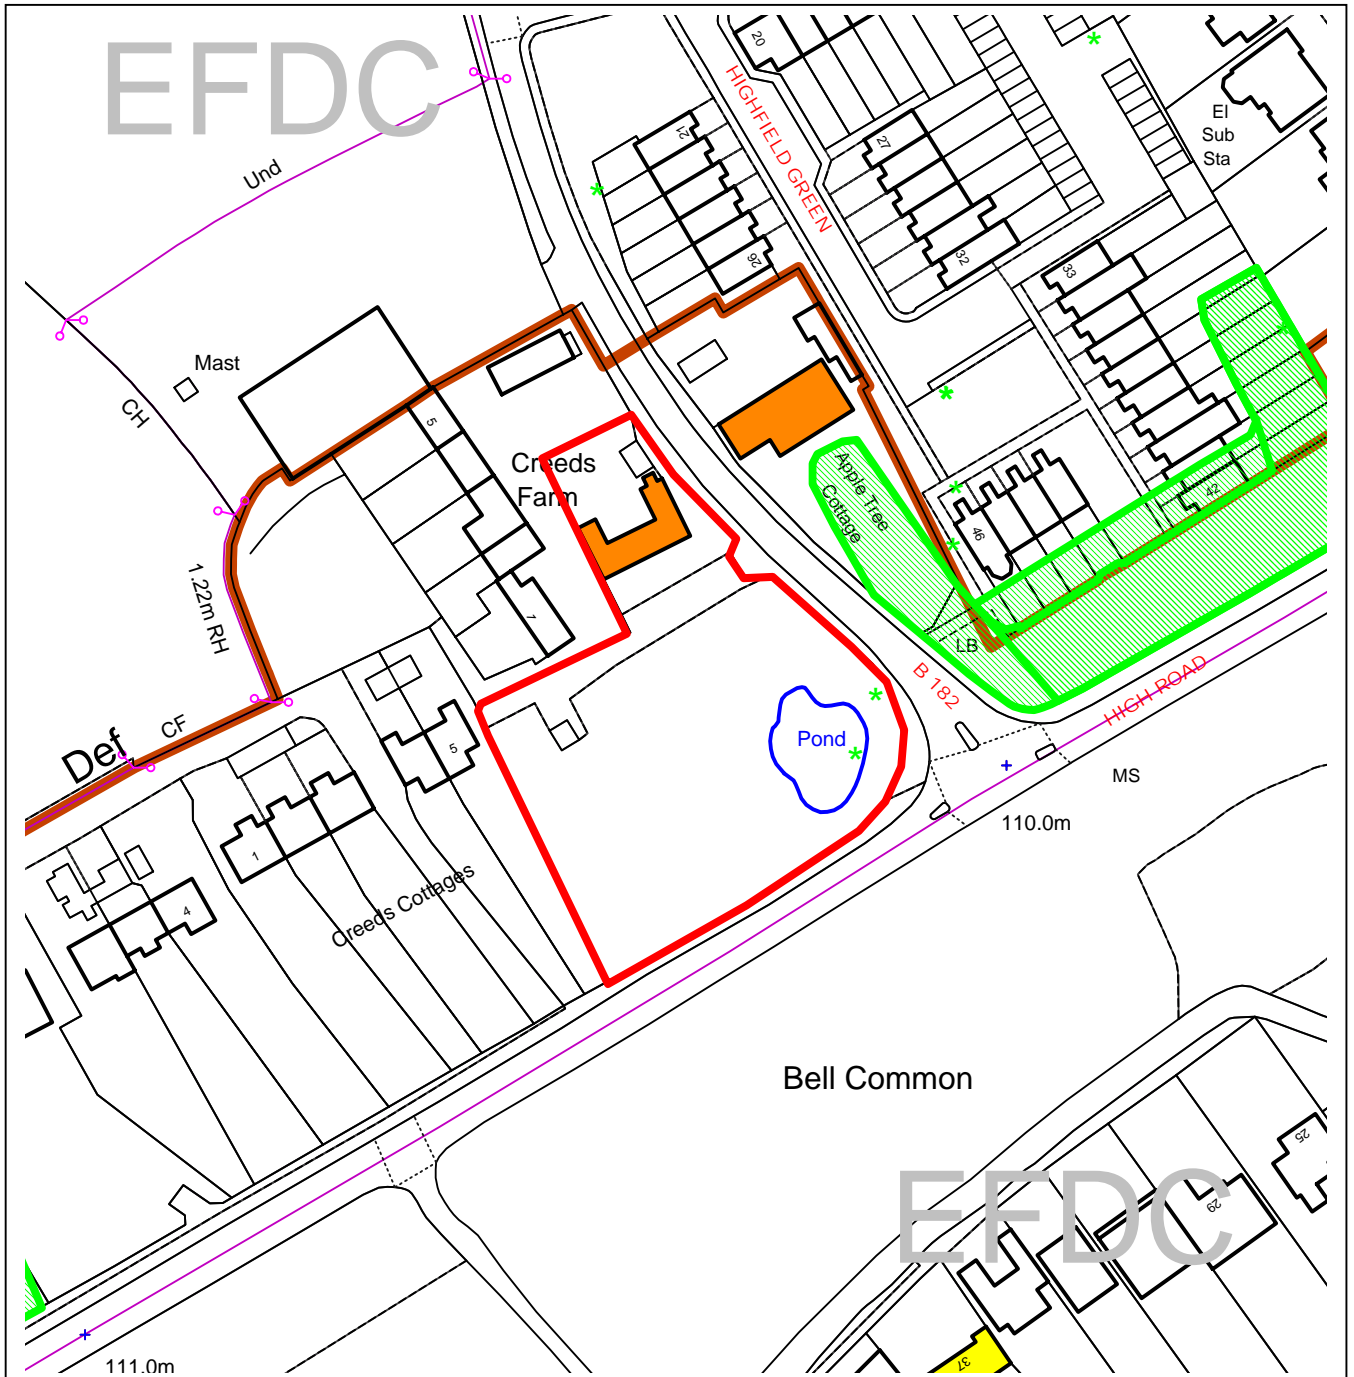 EFDC
20
HIGHFIELD GREEN
El
Sub
Sta
Und
21
27
26
32
33
Mast
CH
5
Creeds
Farm
Apple Tree
Cottage
42
46
1.22m RH
7
LB
B 182
HIGH ROAD
Def
CF
5
Pond
MS
110.0m
1
Creeds Cottages
4
Bell Common
25
EFDC
29
37
111.0m